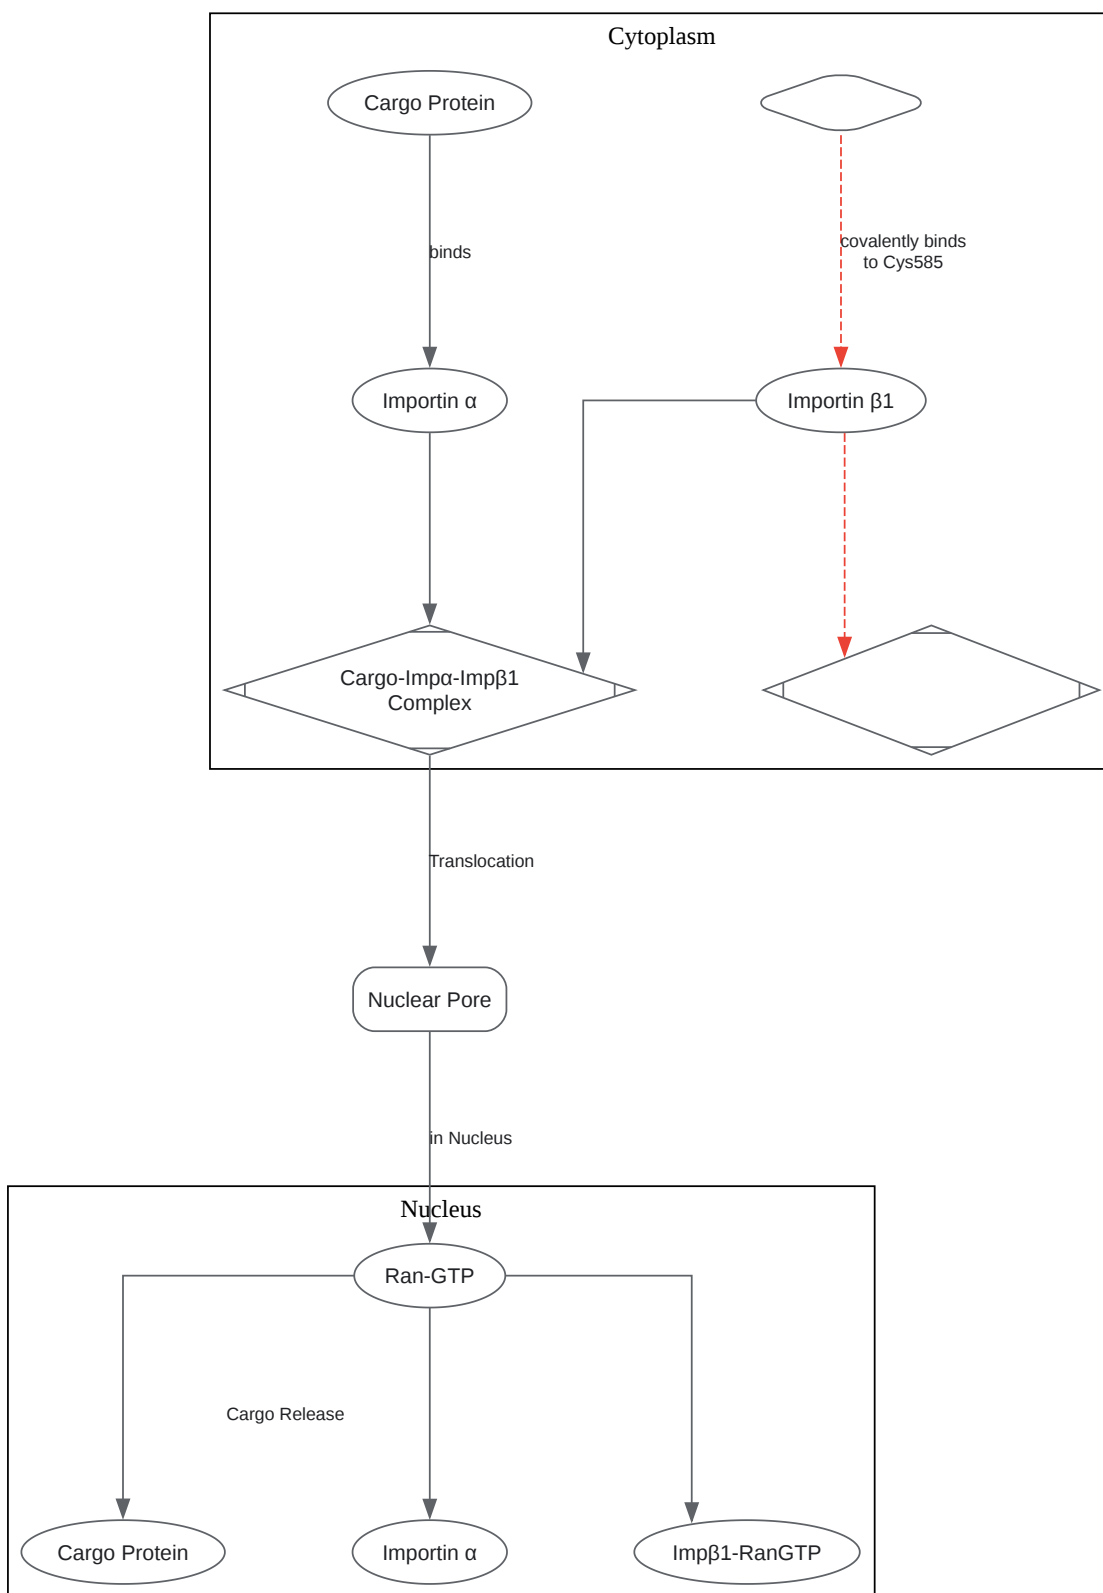 Cytoplasm
Cargo Protein
binds
covalently binds
to Cys585
Importin α
Importin β1
Cargo-Impα-Impβ1
Complex
Translocation
Nuclear Pore
in Nucleus
Nucleus
Ran-GTP
Cargo Release
Cargo Protein
Importin α
Impβ1-RanGTP